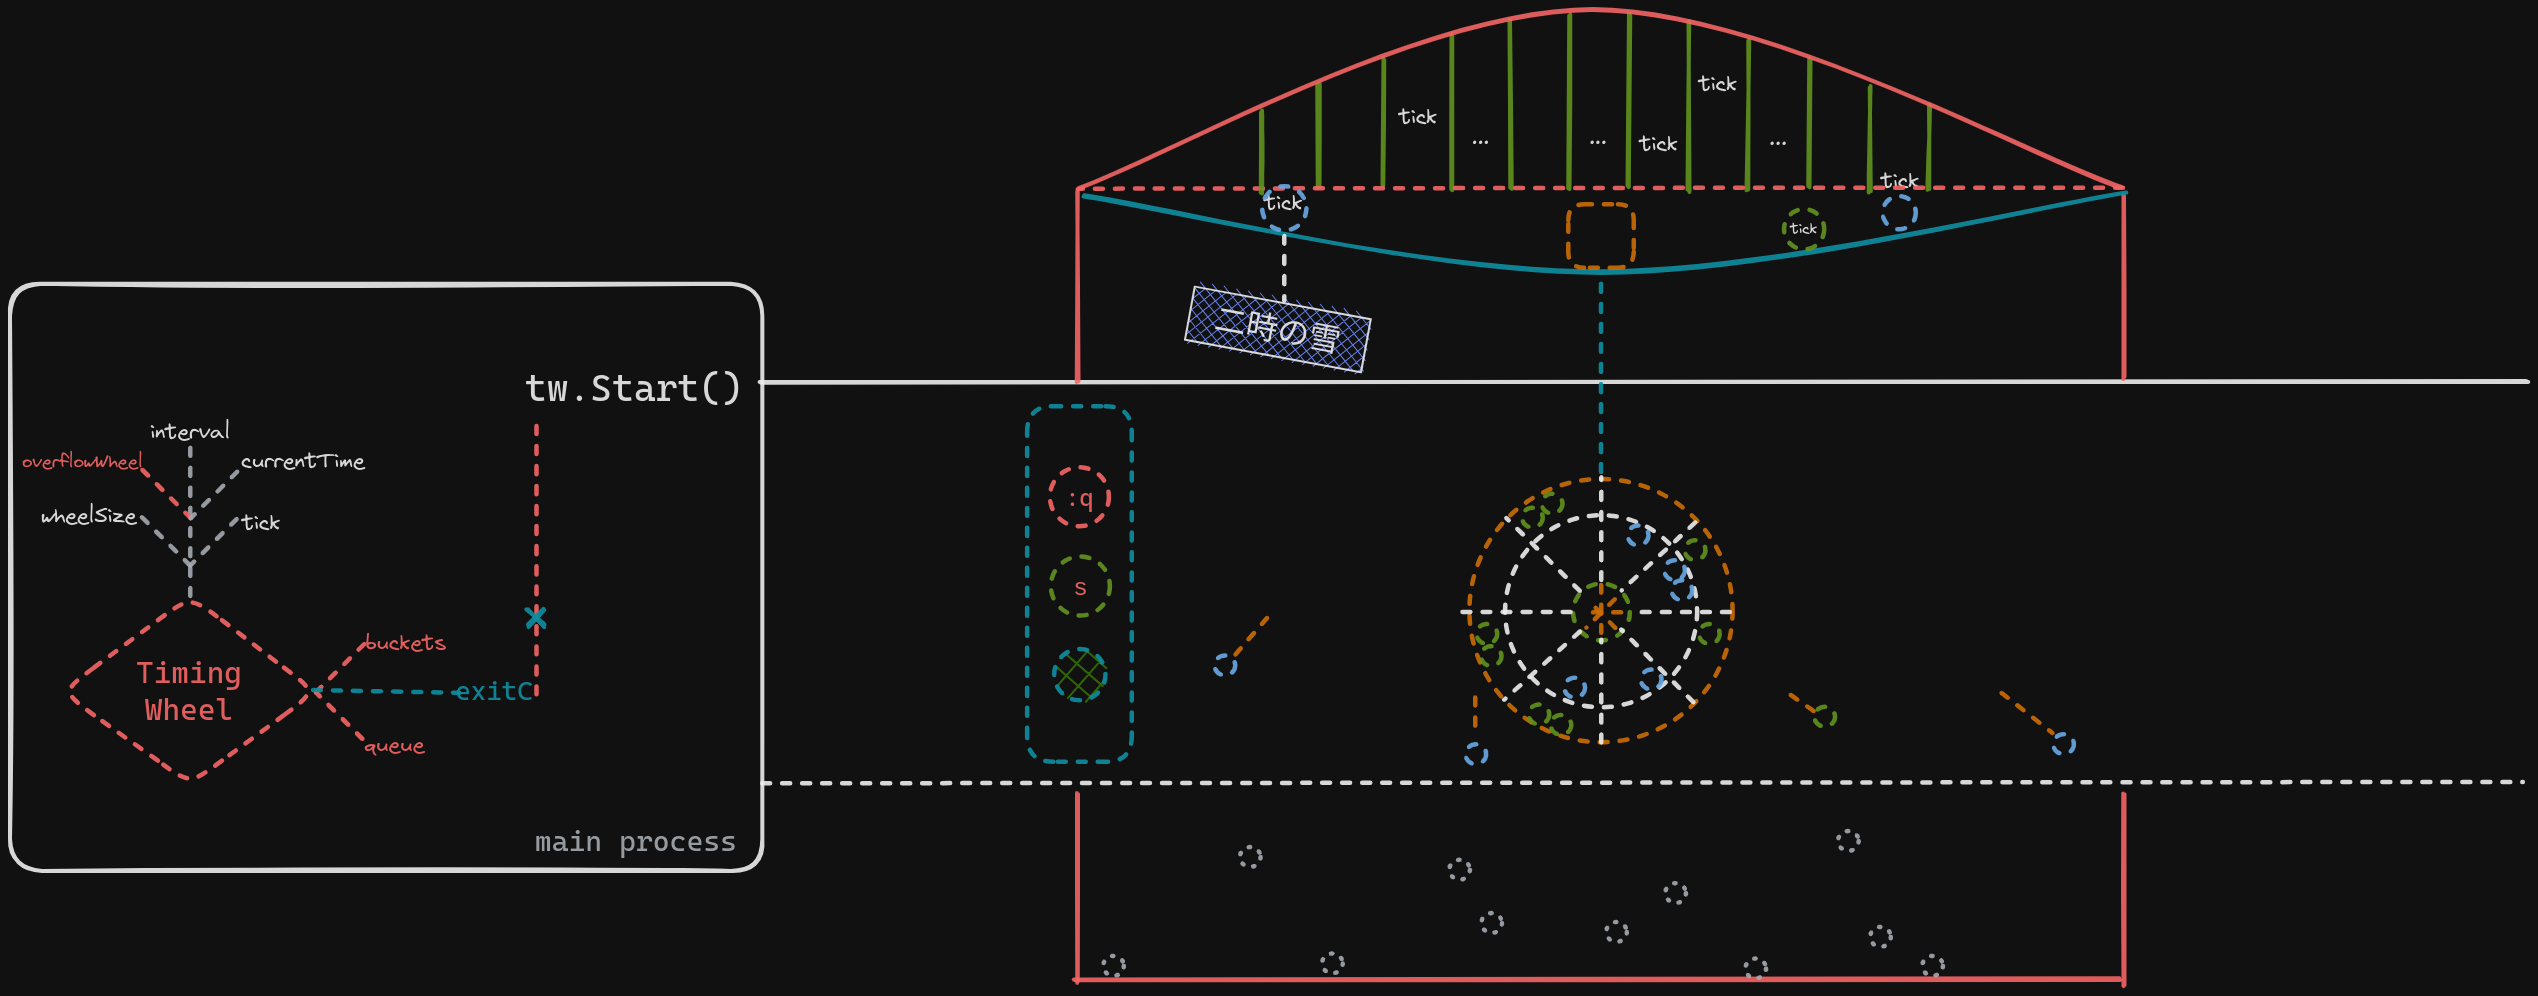 tick
tick
...
...
tick
...
tick
tick
tick
二時の雪
tw.Start()
interval
overflowWheel
currentTime
wheelSize
tick
:q
s
buckets
Timing
Wheel
exitC
queue
main process